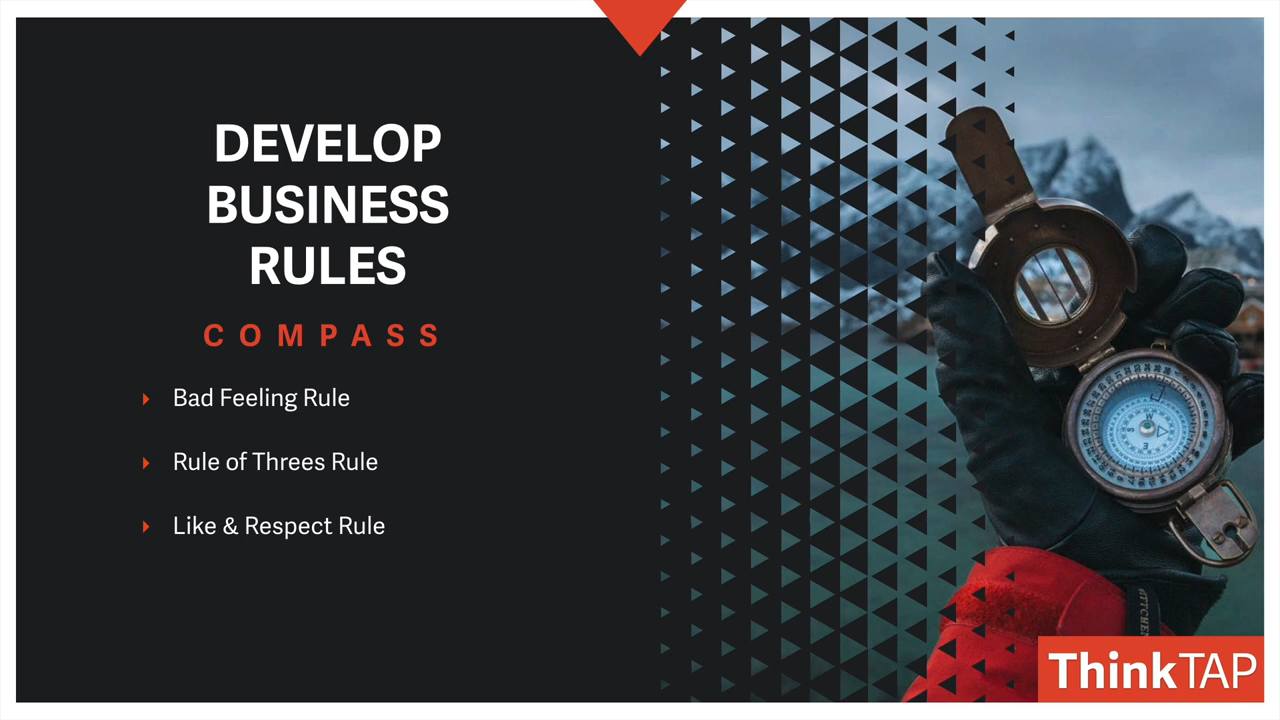 DEVELOP
BUSINESS
RULES
COMPASS
Bad Feeling Rule
Rule of Threes Rule
Like & Respect Rule
ThinkTAP